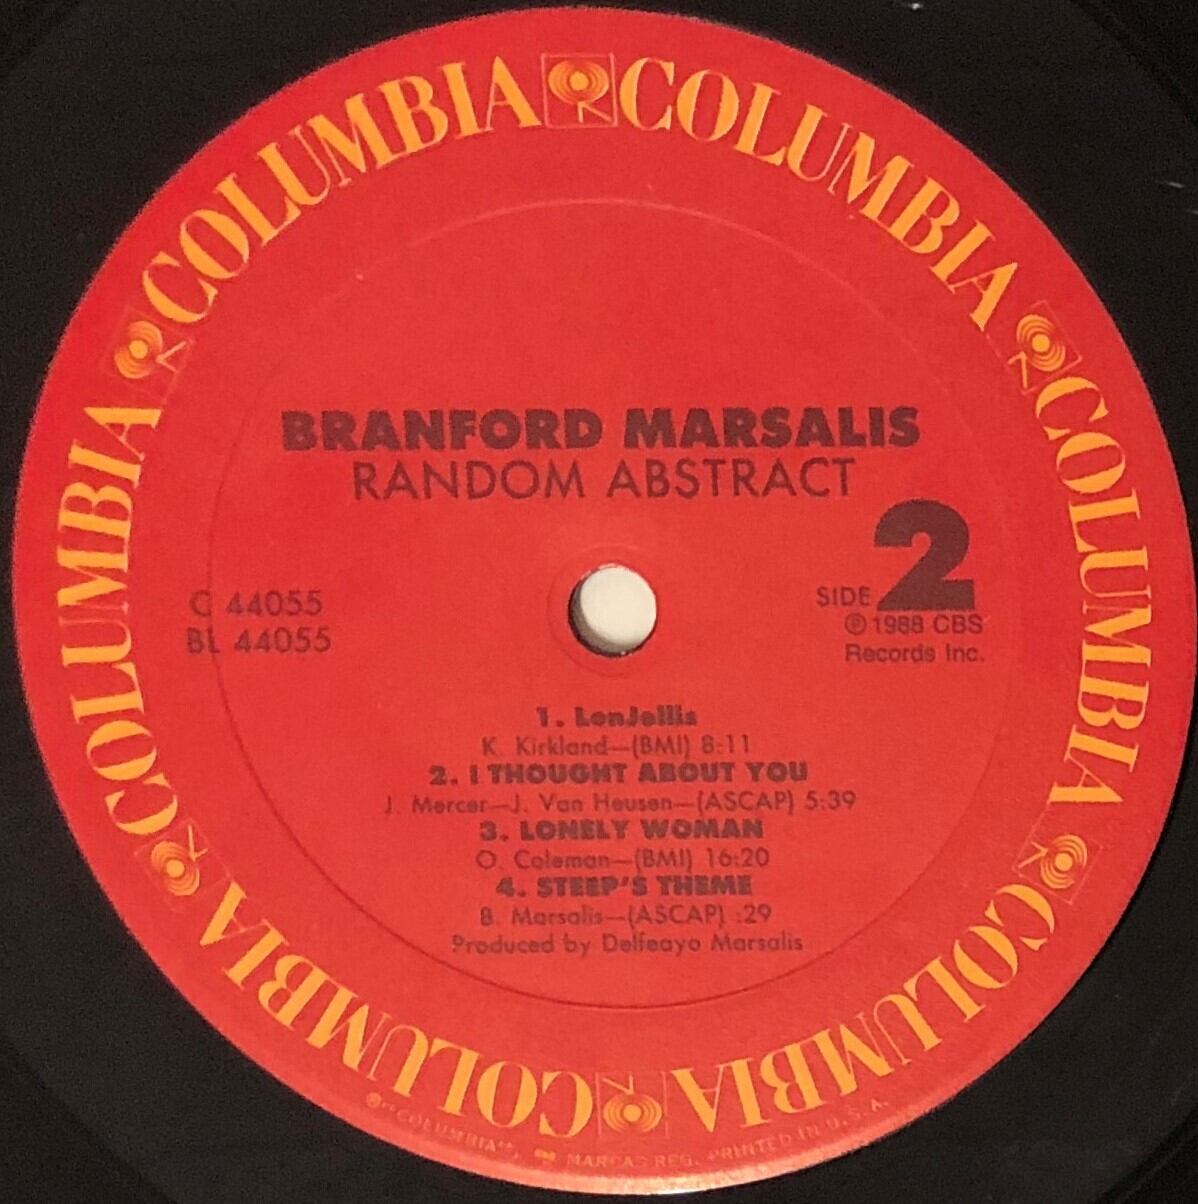 COLUMBIA COLUMBIA COLUMBIA COLUMBIA COLUMBIA COLUMBIA
BRANFORD MARSALIS
RANDOM ABSTRACT
C 44055
BL 44055
SIDE 2
℗ 1988 CBS
Records Inc.
1. LonJellis
K. Kirkland—(BMI) 8:11
2. I THOUGHT ABOUT YOU
J. Mercer—J. Van Heusen—(ASCAP) 5:39
3. LONELY WOMAN
O. Coleman—(BMI) 16:20
4. STEEP'S THEME
B. Marsalis—(ASCAP) :29
Produced by Delfeayo Marsalis
® "COLUMBIA", MARCAS REG. PRINTED IN U.S.A.